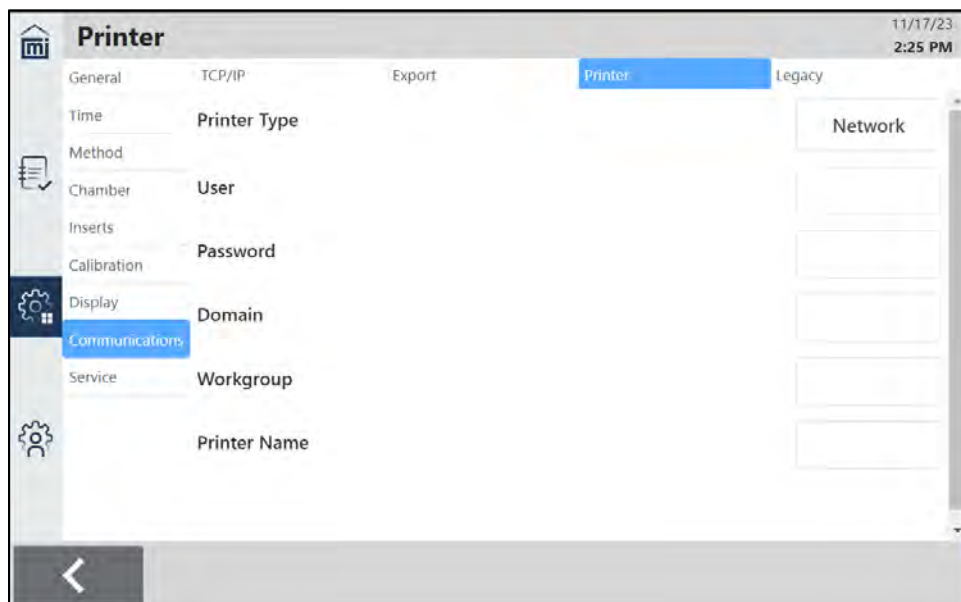 mi
Printer
11/17/23
2:25 PM
General
TCP/IP
Export
Printer
Legacy
Time
Method
Chamber
Inserts
Calibration
Display
Communications
Service
Printer Type
Network
User
Password
Domain
Workgroup
Printer Name